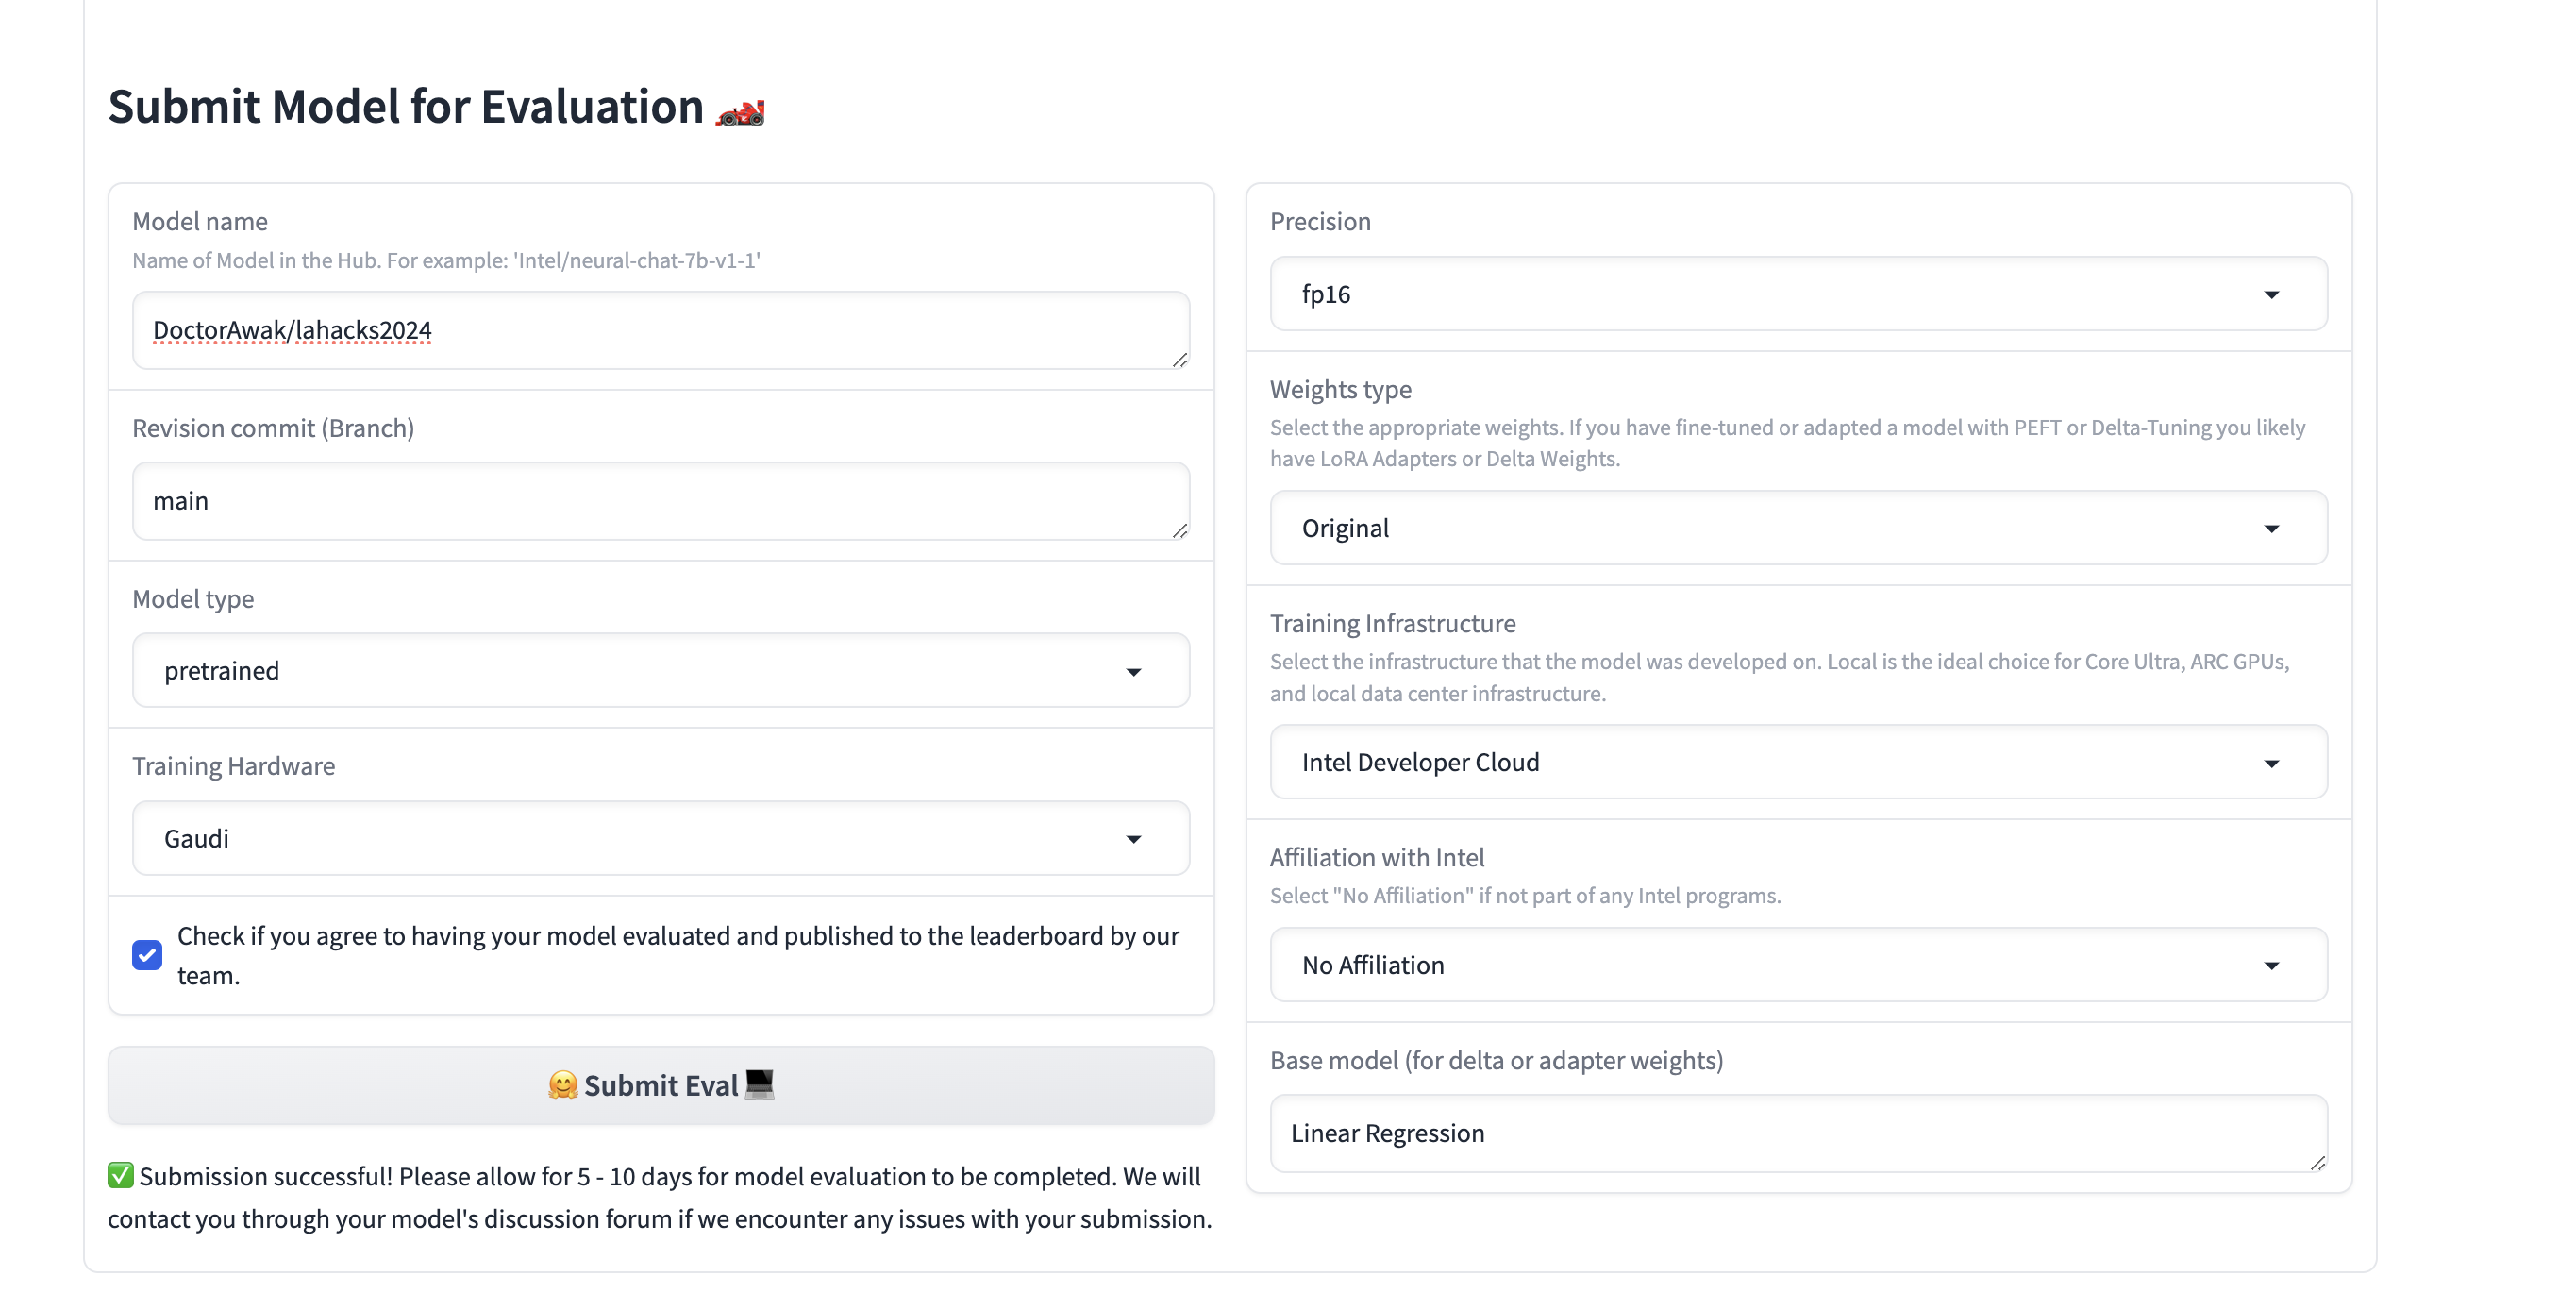 Submit Model for Evaluation 🏎️
Model name
Name of Model in the Hub. For example: 'Intel/neural-chat-7b-v1-1'
DoctorAwak/lahacks2024
Revision commit (Branch)
main
Model type
pretrained
Training Hardware
Gaudi
Check if you agree to having your model evaluated and published to the leaderboard by our
team.
🤗 Submit Eval 💻
✅ Submission successful! Please allow for 5 - 10 days for model evaluation to be completed. We will
contact you through your model's discussion forum if we encounter any issues with your submission.
Precision
fp16
Weights type
Select the appropriate weights. If you have fine-tuned or adapted a model with PEFT or Delta-Tuning you likely
have LoRA Adapters or Delta Weights.
Original
Training Infrastructure
Select the infrastructure that the model was developed on. Local is the ideal choice for Core Ultra, ARC GPUs,
and local data center infrastructure.
Intel Developer Cloud
Affiliation with Intel
Select "No Affiliation" if not part of any Intel programs.
No Affiliation
Base model (for delta or adapter weights)
Linear Regression